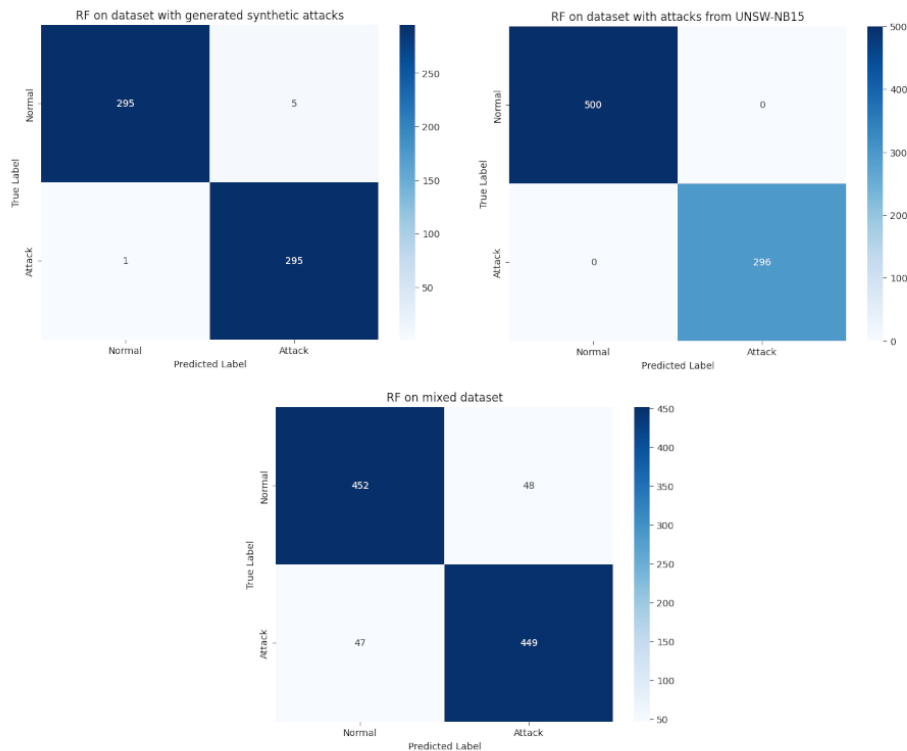 RF on dataset with generated synthetic attacks
Normal
295
5
250
200
150
100
50
True Label
Attack
1
295
Normal
Attack
Predicted Label
RF on dataset with attacks from UNSW-NB15
500
400
300
200
100
0
Normal
500
0
True Label
Attack
0
296
Normal
Attack
Predicted Label
RF on mixed dataset
450
400
350
300
250
200
150
100
50
Normal
452
48
True Label
Attack
47
449
Normal
Attack
Predicted Label